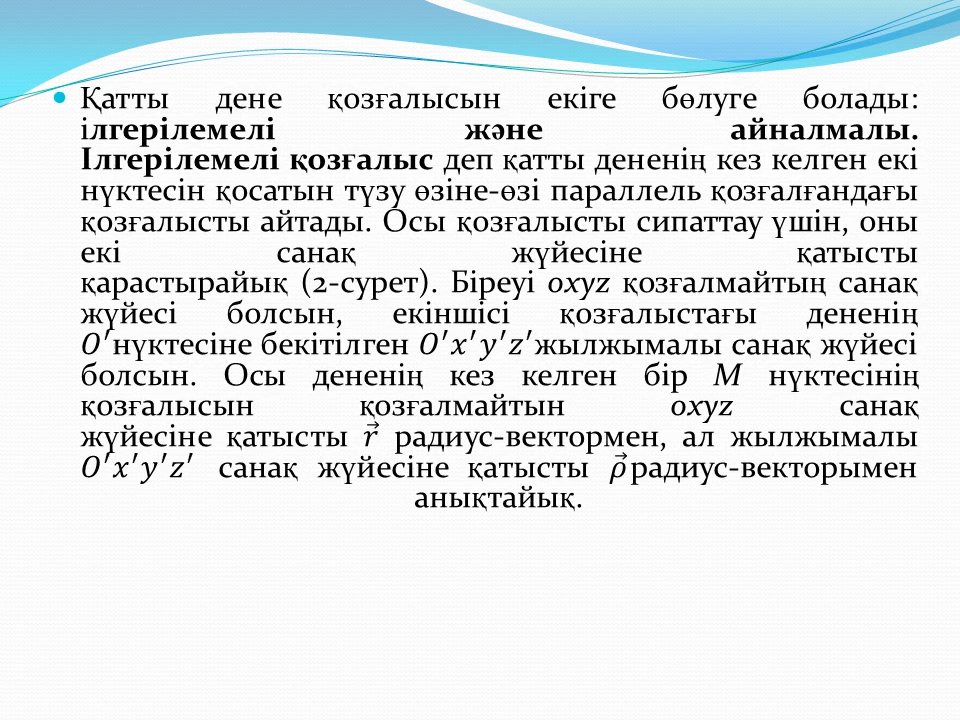 Қатты дене қозғалысын екіге бөлуге болады:
ілгерілемелі және айналмалы.
Ілгерілемелі қозғалыс деп қатты дененің кез келген екі
нүктесін қосатын түзу өзіне-өзі параллель қозғалғандағы
қозғалысты айтады. Осы қозғалысты сипаттау үшін, оны
екі санақ жүйесіне қатысты
қарастырайық (2-сурет). Біреуі oxyz қозғалмайтың санақ
жүйесі болсын, екіншісі қозғалыстағы дененің
𝑂′нүктесіне бекітілген 𝑂′𝑥′𝑦′𝑧′жылжымалы санақ жүйесі
болсын. Осы дененің кез келген бір M нүктесінің
қозғалысын қозғалмайтын oxyz санақ
жүйесіне қатысты 𝑟⃗ радиус-вектормен, ал жылжымалы
𝑂′𝑥′𝑦′𝑧′ санақ жүйесіне қатысты 𝜌⃗радиус-векторымен
анықтайық.